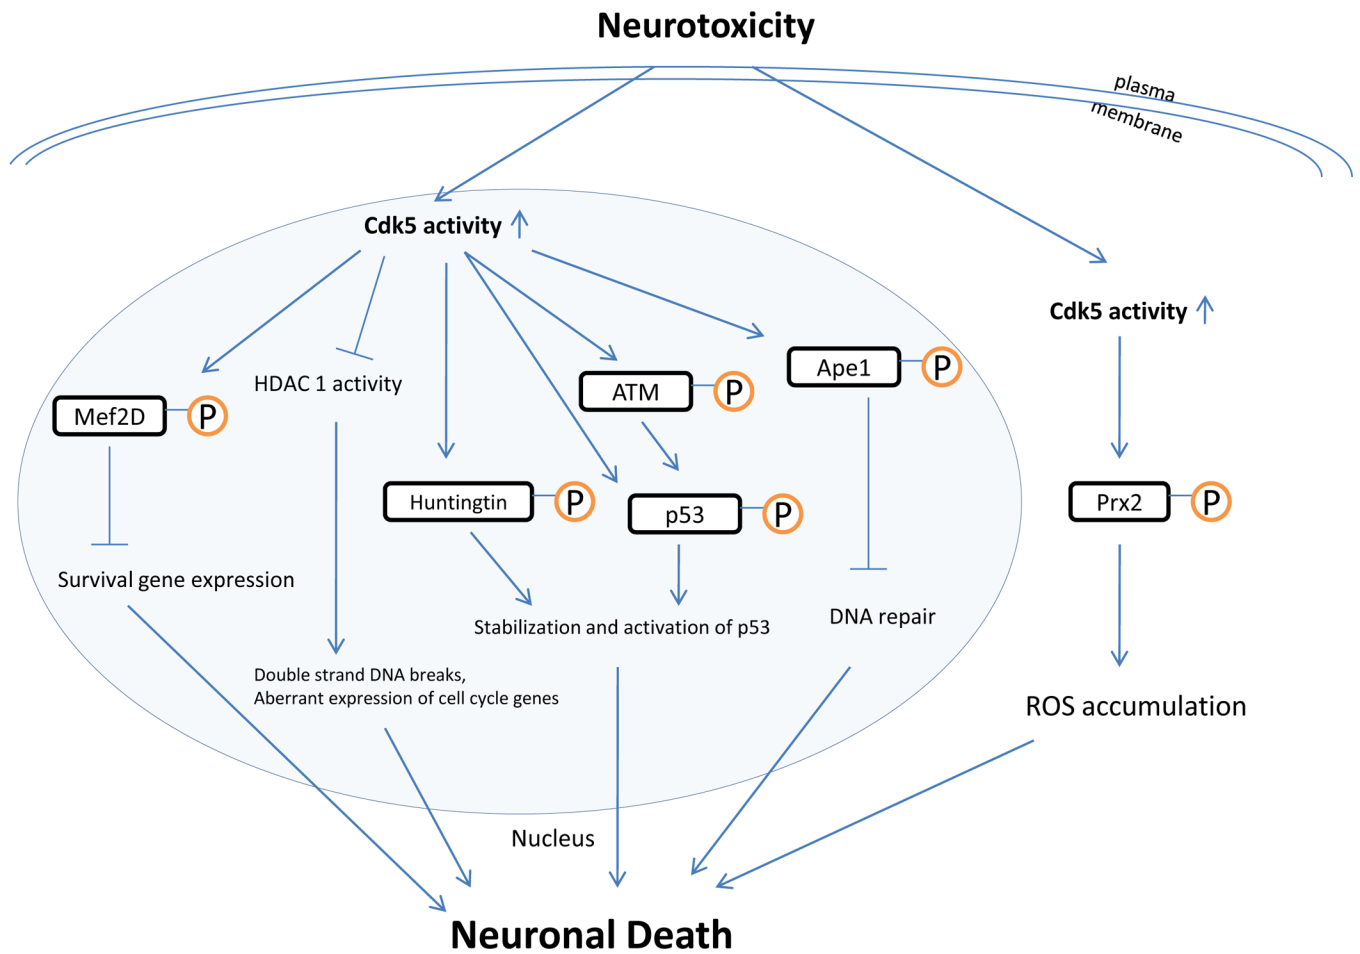 Neurotoxicity
plasma
membrane
Cdk5 activity
Cdk5 activity
Ape1
P
HDAC 1 activity
ATM
P
Mef2D
P
Huntingtin
P
p53
P
Prx2
P
Survival gene expression
DNA repair
Stabilization and activation of p53
Double strand DNA breaks,
Aberrant expression of cell cycle genes
ROS accumulation
Nucleus
Neuronal Death